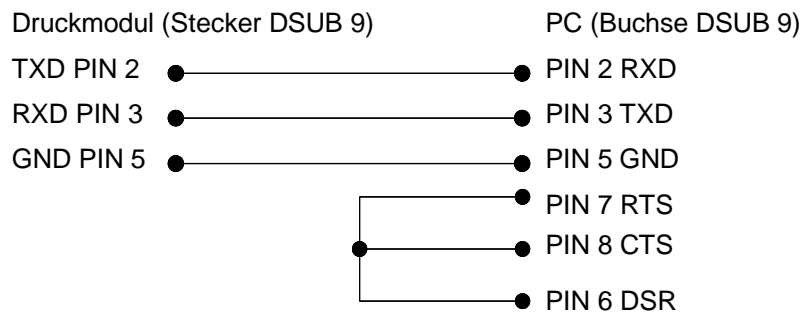 Druckmodul (Stecker DSUB 9) PC (Buchse DSUB 9)
TXD PIN 2 PIN 2 RXD
RXD PIN 3 PIN 3 TXD
GND PIN 5 PIN 5 GND
PIN 7 RTS
PIN 8 CTS
PIN 6 DSR